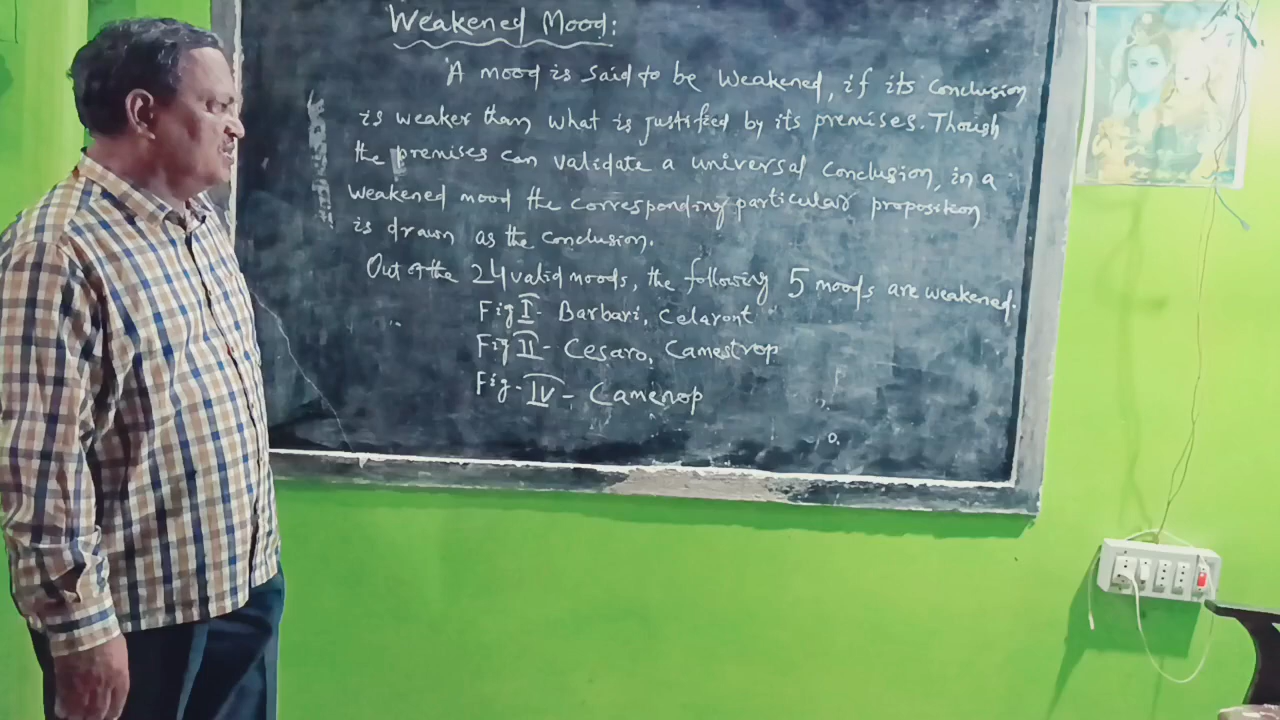 Weakened Mood:
A mood is said to be weakened, if its conclusion
is weaker than what is justified by its premises. Though
the premises can validate a universal conclusion, in a
weakened mood the corresponding particular proposition
is drawn as the conclusion.
Out of the 24 valid moods, the following 5 moods are weakened.
Fig I - Barbari, Celaront
Fig II - Cesaro, Camestrop
Fig - IV - Camenop